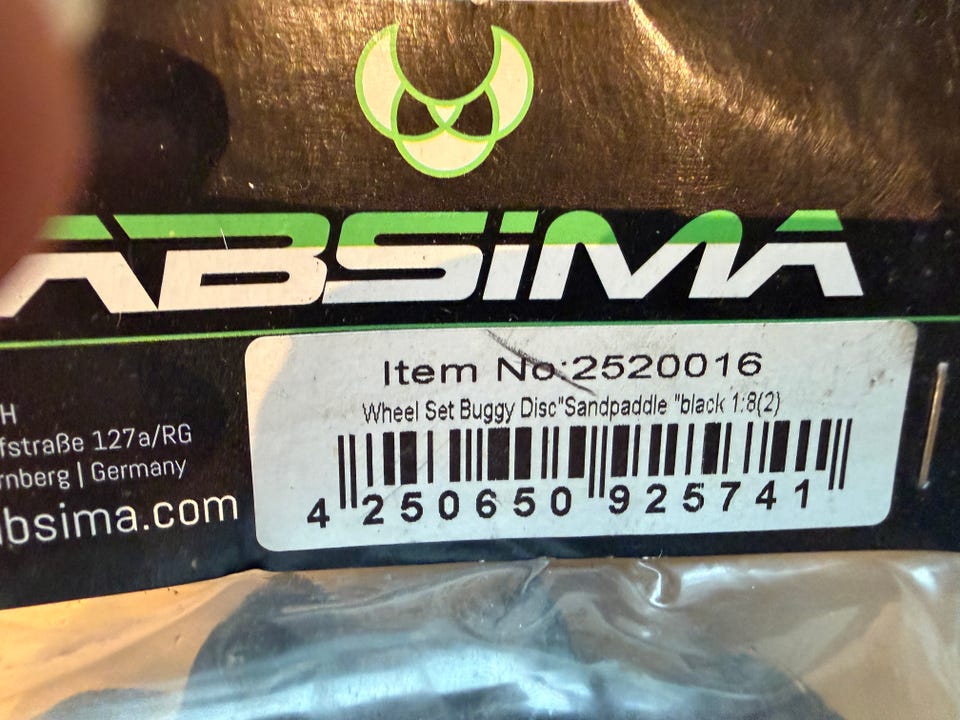 ABSiMA
Item No:2520016
Wheel Set Buggy Disc"Sandpaddle "black 1:8(2)
4 250650 925741
H
fstraße 127a/RG
rnberg | Germany
bsima.com